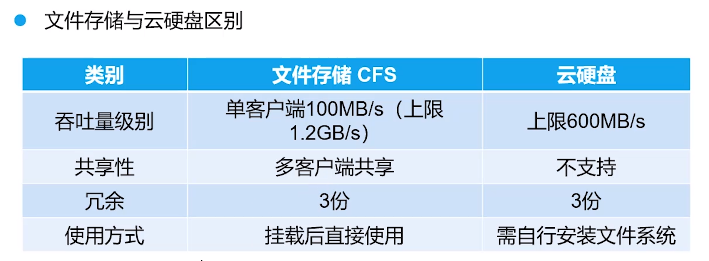 文件存储与云硬盘区别
类别 文件存储 CFS 云硬盘
吞吐量级别 单客户端100MB/s（上限
1.2GB/s） 上限600MB/s
共享性 多客户端共享 不支持
冗余 3份 3份
使用方式 挂载后直接使用 需自行安装文件系统